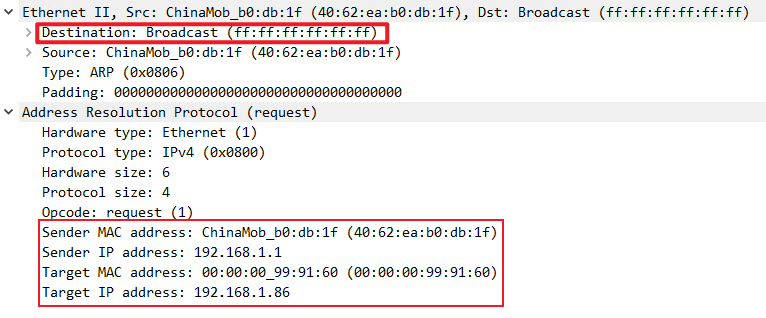 Ethernet II, Src: ChinaMob_b0:db:1f (40:62:ea:b0:db:1f), Dst: Broadcast (ff:ff:ff:ff:ff:ff)
Destination: Broadcast (ff:ff:ff:ff:ff:ff)
Source: ChinaMob_b0:db:1f (40:62:ea:b0:db:1f)
Type: ARP (0x0806)
Padding: 000000000000000000000000000000000000
Address Resolution Protocol (request)
Hardware type: Ethernet (1)
Protocol type: IPv4 (0x0800)
Hardware size: 6
Protocol size: 4
Opcode: request (1)
Sender MAC address: ChinaMob_b0:db:1f (40:62:ea:b0:db:1f)
Sender IP address: 192.168.1.1
Target MAC address: 00:00:00_99:91:60 (00:00:00:99:91:60)
Target IP address: 192.168.1.86